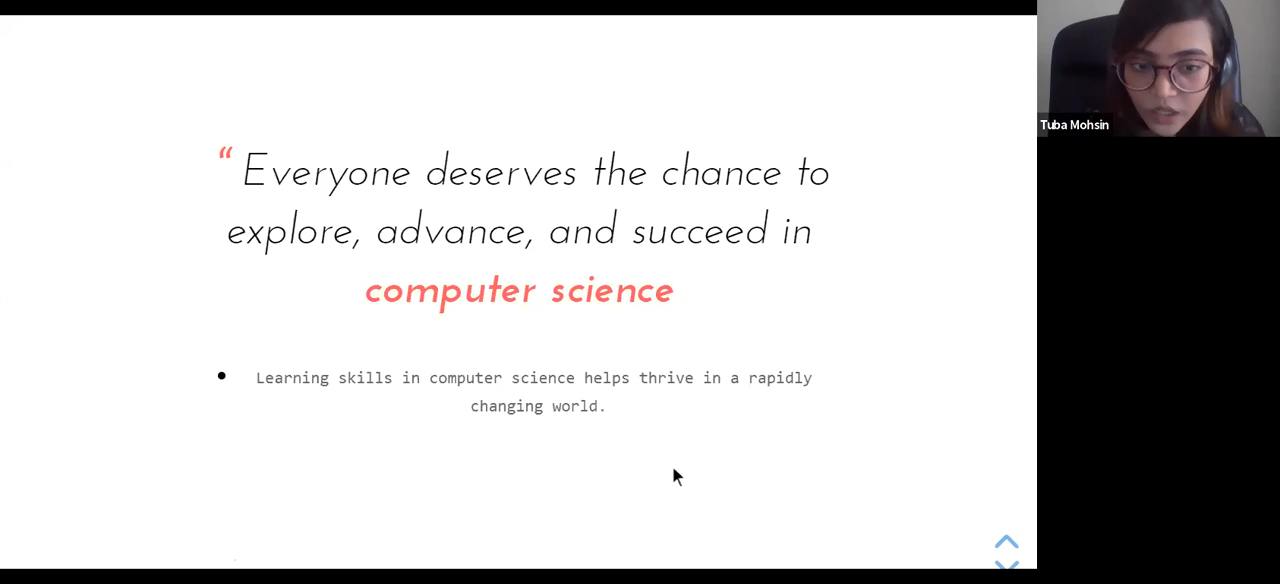 “ Everyone deserves the chance to
explore, advance, and succeed in
computer science
• Learning skills in computer science helps thrive in a rapidly
changing world.
Tuba Mohsin